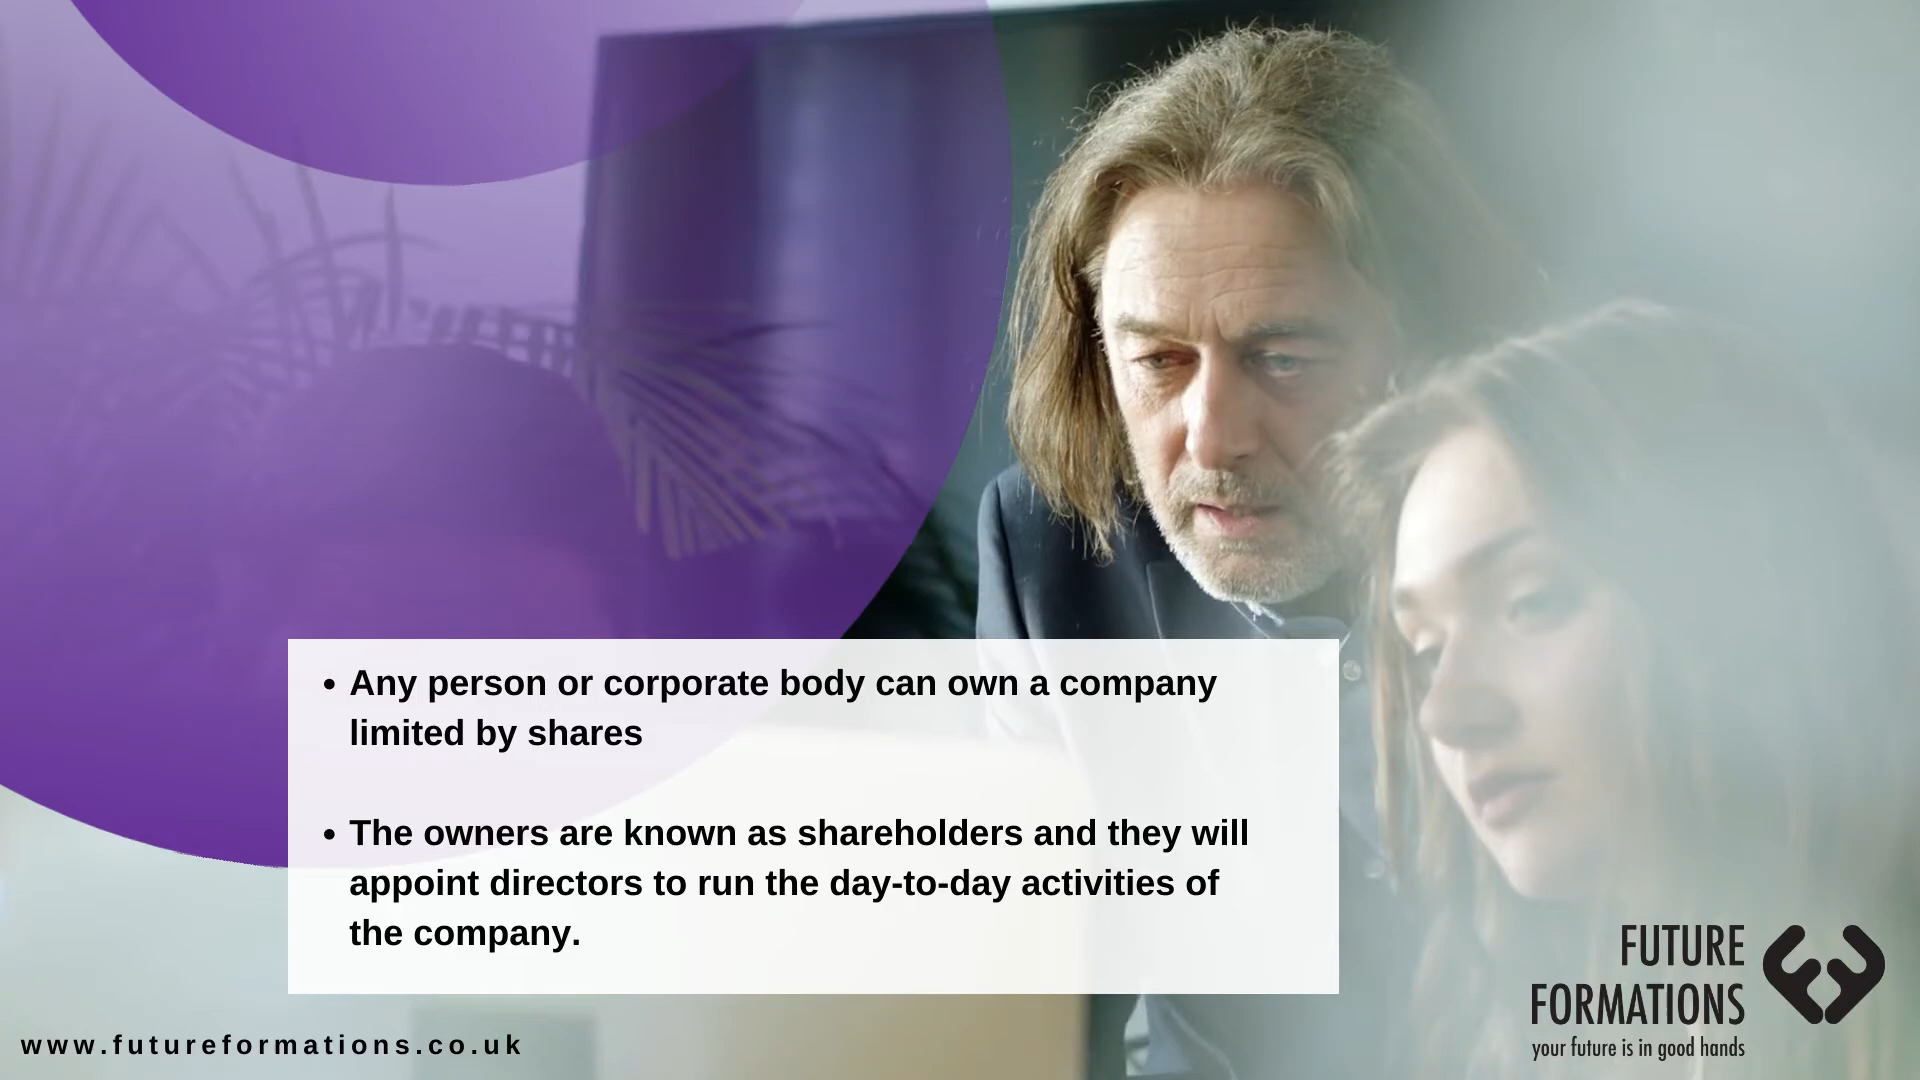 • Any person or corporate body can own a company
limited by shares
• The owners are known as shareholders and they will
appoint directors to run the day-to-day activities of
the company.
FUTURE
FORMATIONS
your future is in good hands
www.futureformations.co.uk